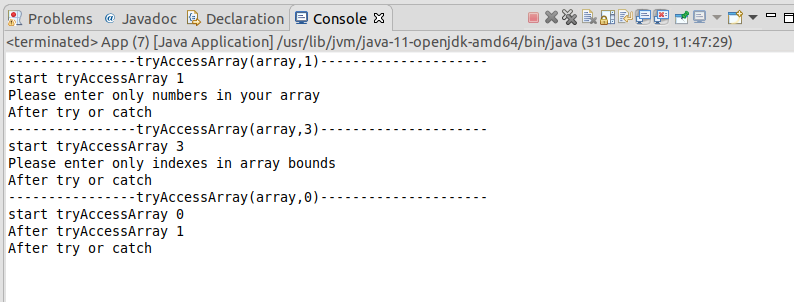 Problems @ Javadoc Declaration Console
<terminated> App (7) [Java Application] /usr/lib/jvm/java-11-openjdk-amd64/bin/java (31 Dec 2019, 11:47:29)
----------------tryAccessArray(array,1)---------------------
start tryAccessArray 1
Please enter only numbers in your array
After try or catch
----------------tryAccessArray(array,3)---------------------
start tryAccessArray 3
Please enter only indexes in array bounds
After try or catch
----------------tryAccessArray(array,0)---------------------
start tryAccessArray 0
After tryAccessArray 1
After try or catch